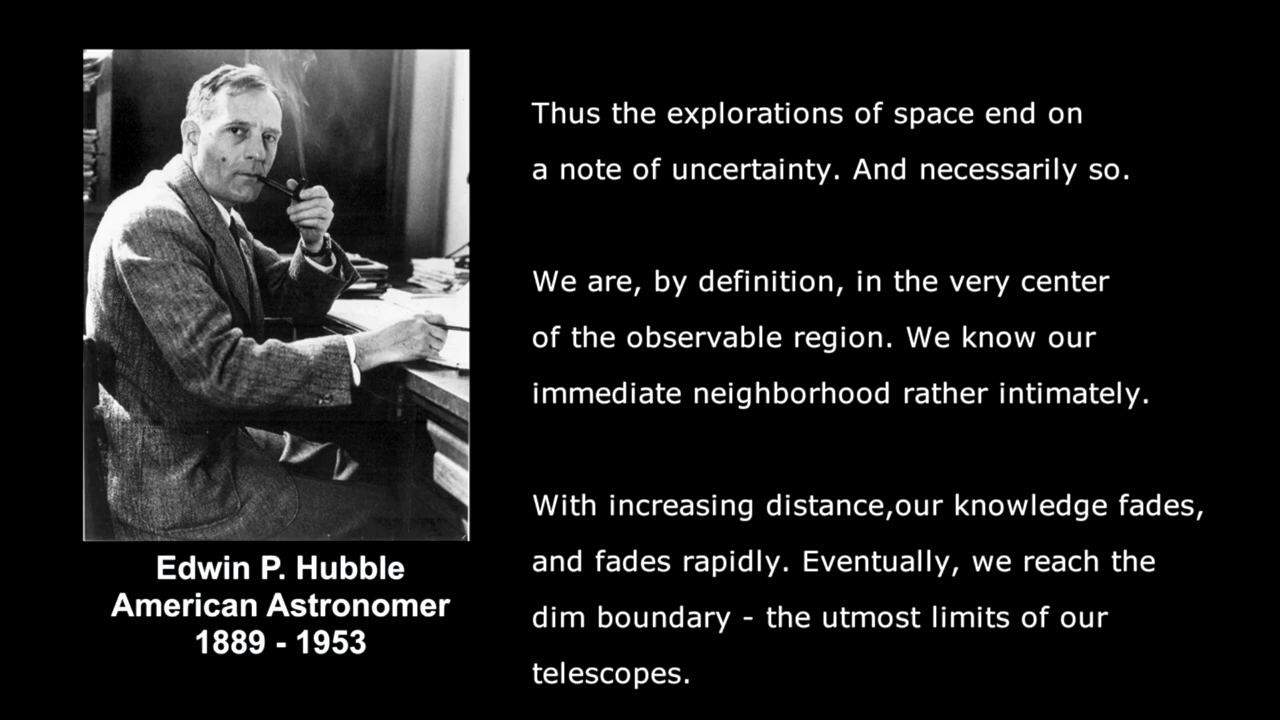 Thus the explorations of space end on
a note of uncertainty. And necessarily so.
We are, by definition, in the very center
of the observable region. We know our
immediate neighborhood rather intimately.
With increasing distance,our knowledge fades,
and fades rapidly. Eventually, we reach the
dim boundary - the utmost limits of our
telescopes.
Edwin P. Hubble
American Astronomer
1889 - 1953